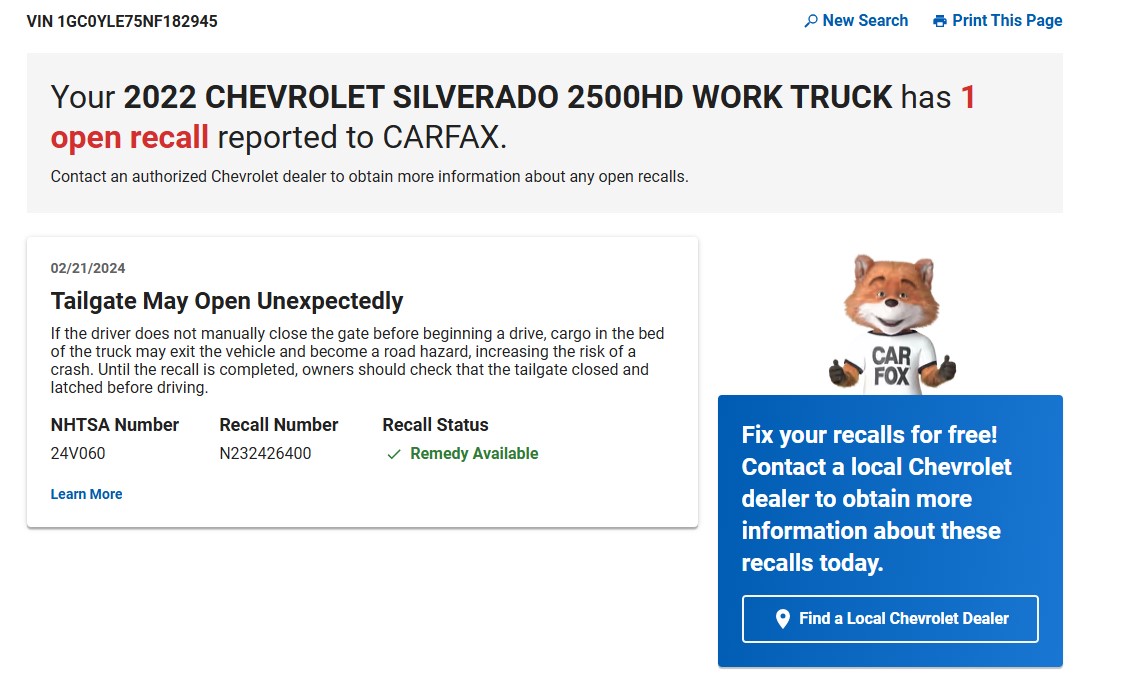 VIN 1GC0YLE75NF182945
New Search
Print This Page
Your 2022 CHEVROLET SILVERADO 2500HD WORK TRUCK has 1
open recall reported to CARFAX.
Contact an authorized Chevrolet dealer to obtain more information about any open recalls.
02/21/2024
Tailgate May Open Unexpectedly
If the driver does not manually close the gate before beginning a drive, cargo in the bed
of the truck may exit the vehicle and become a road hazard, increasing the risk of a
crash. Until the recall is completed, owners should check that the tailgate closed and
latched before driving.
NHTSA Number
Recall Number
Recall Status
24V060
N232426400
Remedy Available
Learn More
CAR
FOX
Fix your recalls for free!
Contact a local Chevrolet
dealer to obtain more
information about these
recalls today.
Find a Local Chevrolet Dealer